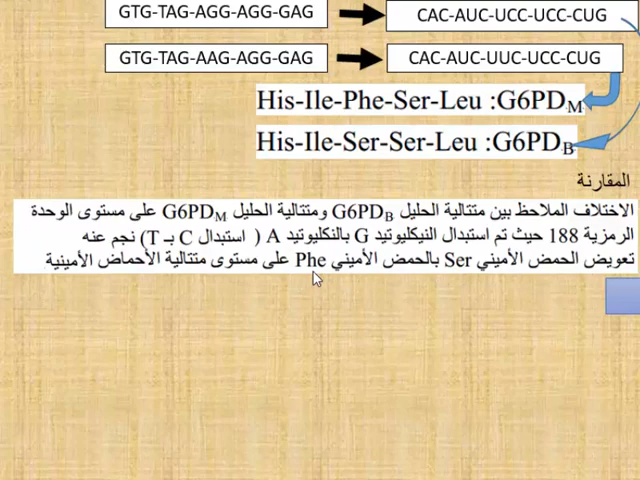 GTG-TAG-AGG-AGG-GAG CAC-AUC-UCC-UCC-CUG
GTG-TAG-AAG-AGG-GAG CAC-AUC-UUC-UCC-CUG
His-Ile-Phe-Ser-Leu :G6PDM
His-Ile-Ser-Ser-Leu :G6PDB
المقارنة
الاختلاف الملاحظ بين متتالية الحليل G6PDB ومتتالية الحليل G6PDM على مستوى الوحدة
الرمزية 188 حيث تم استبدال النيكليوتيد G بالنكليوتيد A ( استبدال C بـ T) نجم عنه
تعويض الحمض الأميني Ser بالحمض الأميني Phe على مستوى متتالية الأحماض الأمينية